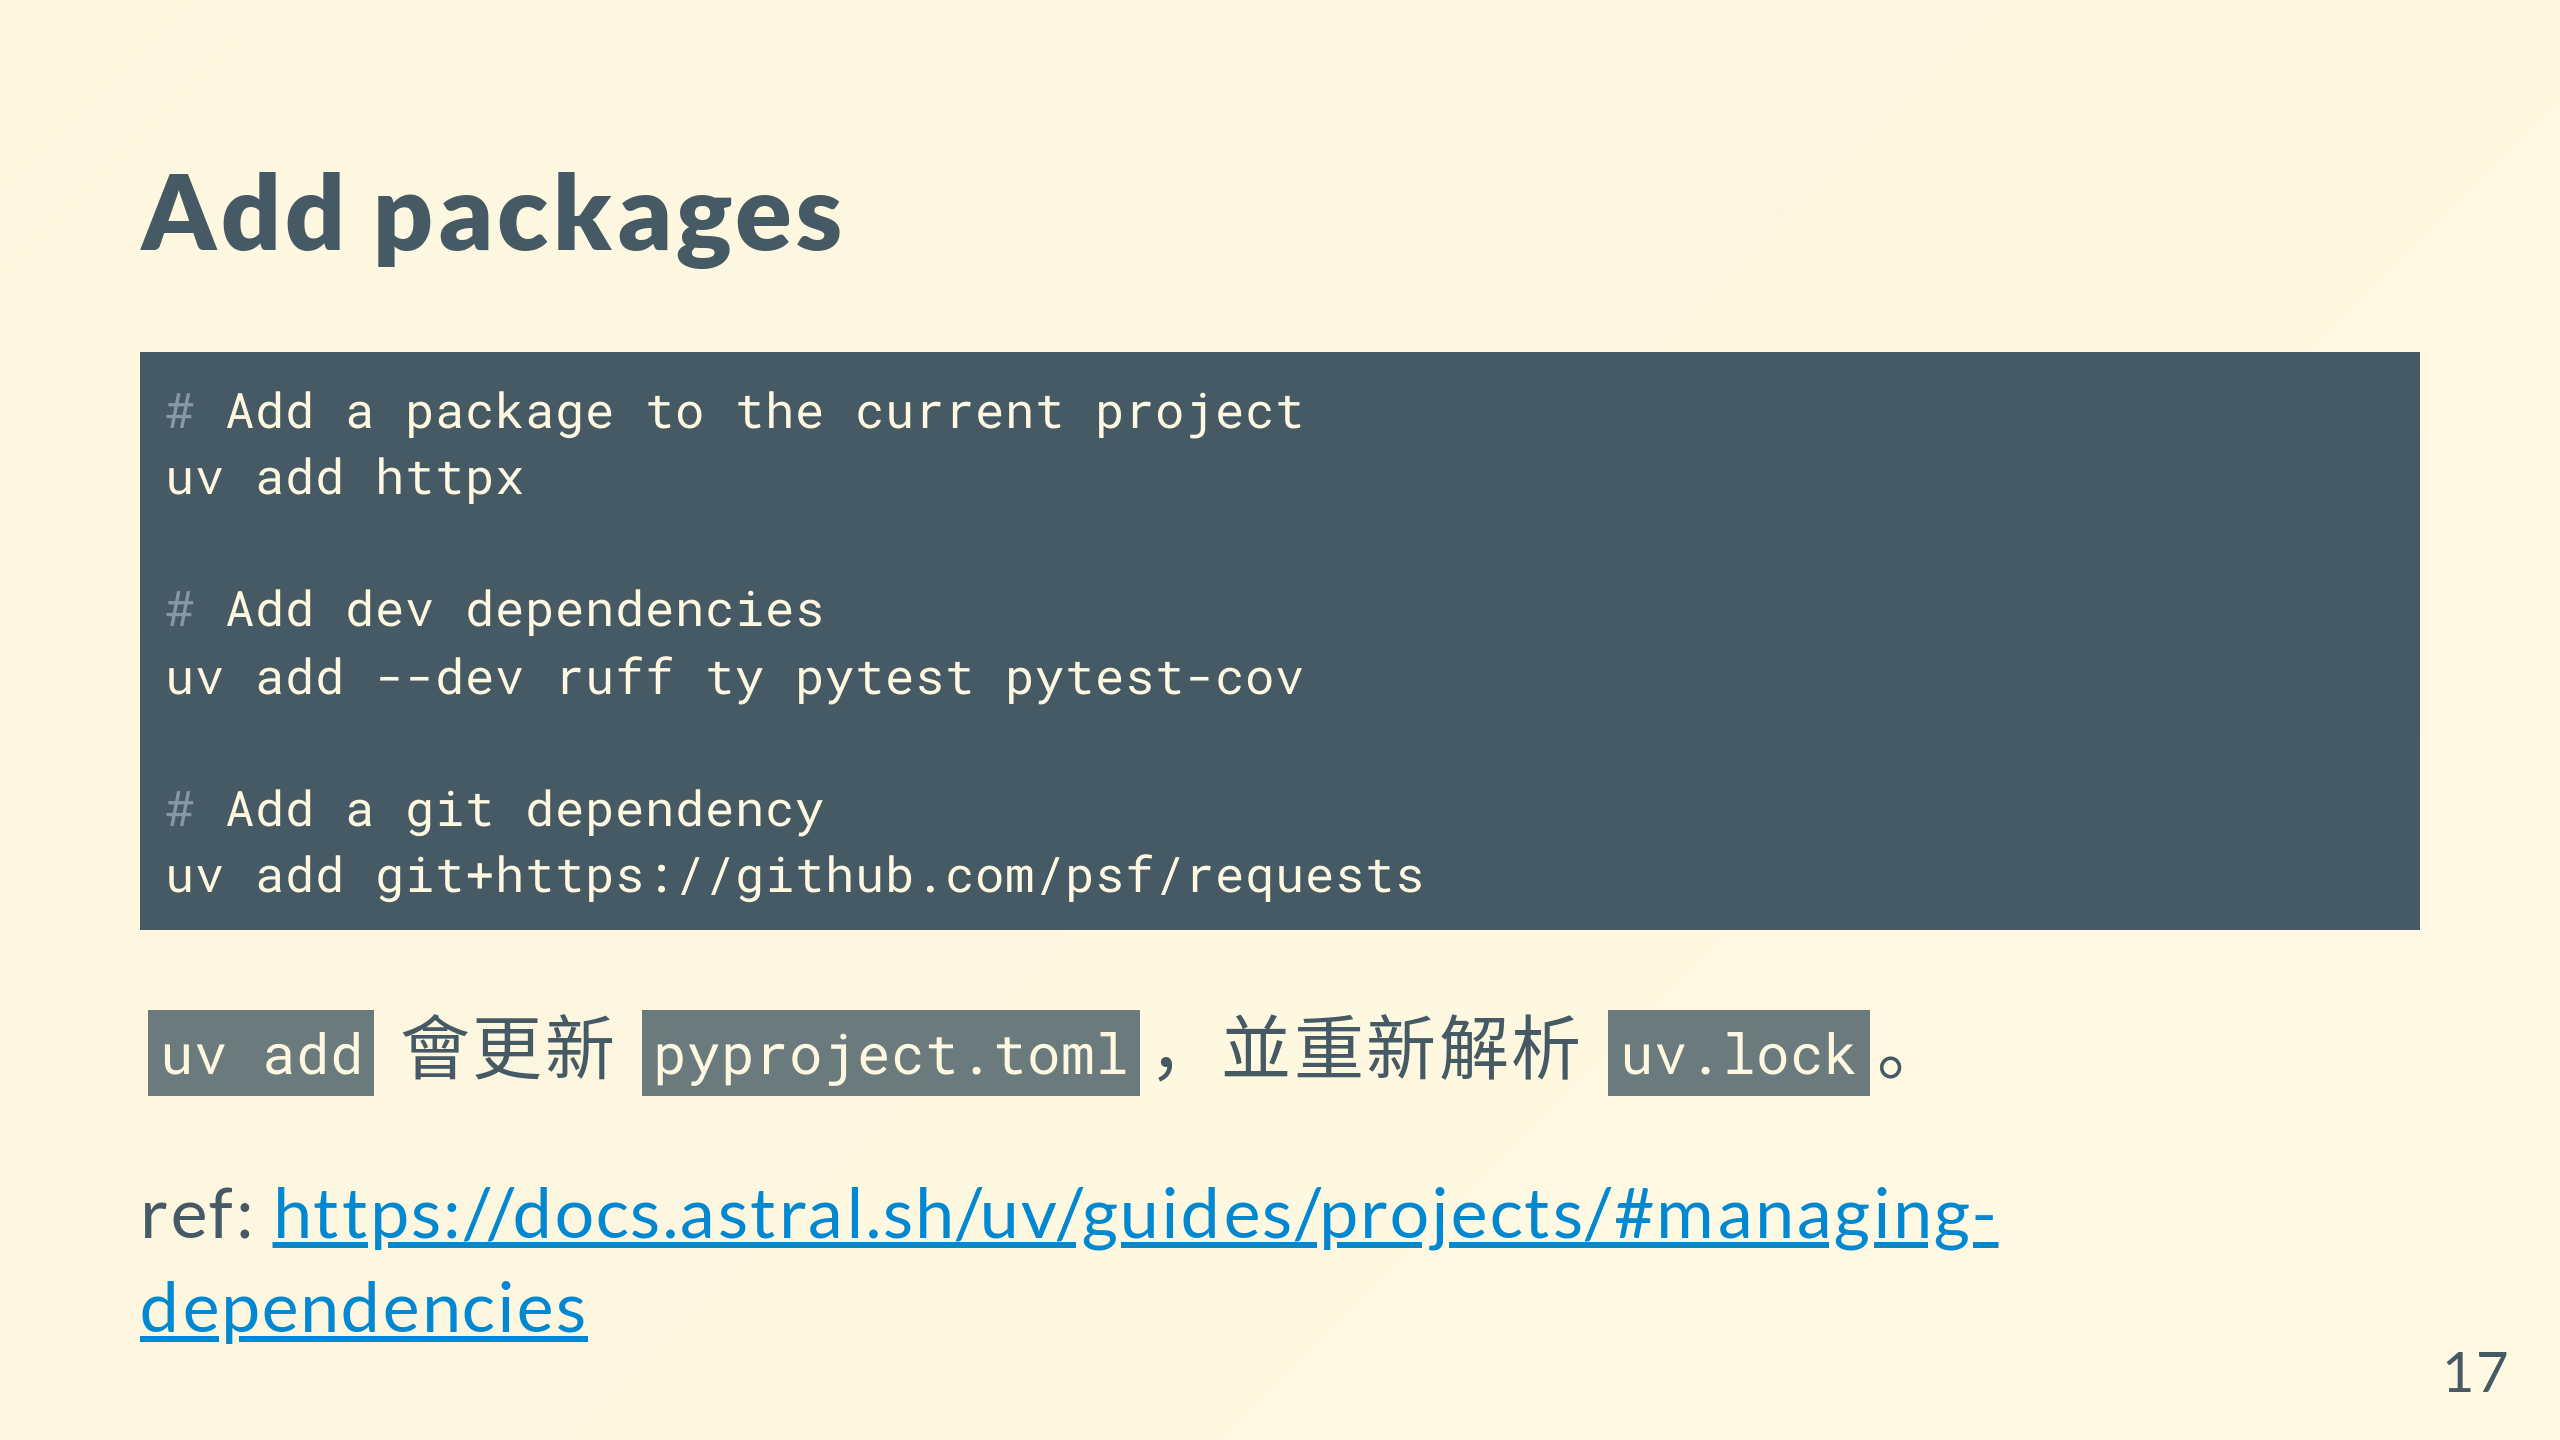 Add packages
# Add a package to the current project
uv add httpx
# Add dev dependencies
uv add --dev ruff ty pytest pytest-cov
# Add a git dependency
uv add git+https://github.com/psf/requests
uv add 會更新 pyproject.toml，並重新解析 uv.lock。
ref: https://docs.astral.sh/uv/guides/projects/#managing-
dependencies
17